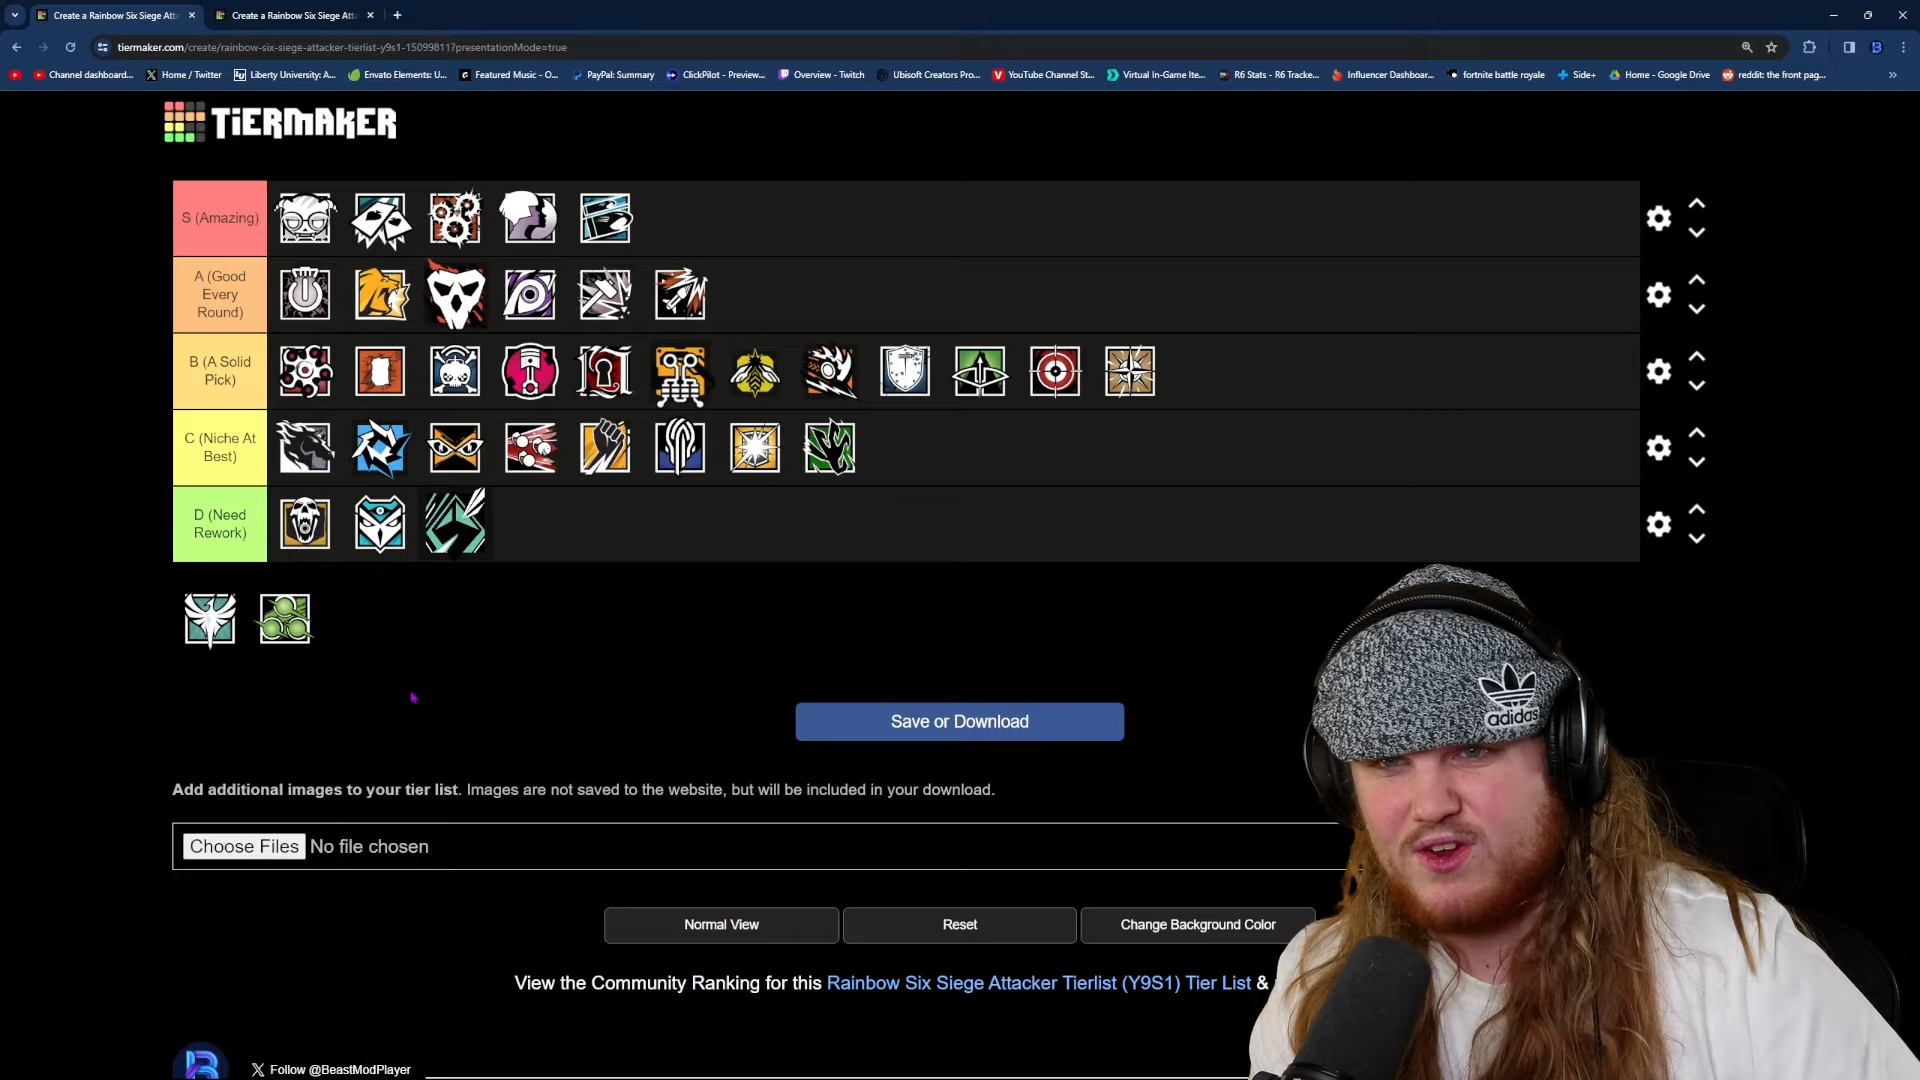 Create a Rainbow Six Siege Att
Create a Rainbow Six Siege Atta
tiermaker.com/create/rainbow-six-siege-attacker-tierlist-y9s1-15099811?presentationMode=true
Channel dashboard...
Home / Twitter
Liberty University: A...
Envato Elements: U...
Featured Music - O...
PayPal: Summary
ClickPilot - Preview...
Overview - Twitch
Ubisoft Creators Pro...
YouTube Channel St...
Virtual In-Game Ite...
R6 Stats - R6 Tracke...
Influencer Dashboar...
fortnite battle royale
Side+
Home - Google Drive
reddit: the front pag...
TiERMAKER
S (Amazing)
A (Good
Every
Round)
B (A Solid
Pick)
C (Niche At
Best)
D (Need
Rework)
Save or Download
Add additional images to your tier list. Images are not saved to the website, but will be included in your download.
Choose Files No file chosen
Normal View
Reset
Change Background Color
View the Community Ranking for this Rainbow Six Siege Attacker Tierlist (Y9S1) Tier List &
Follow @BeastModPlayer
adidas